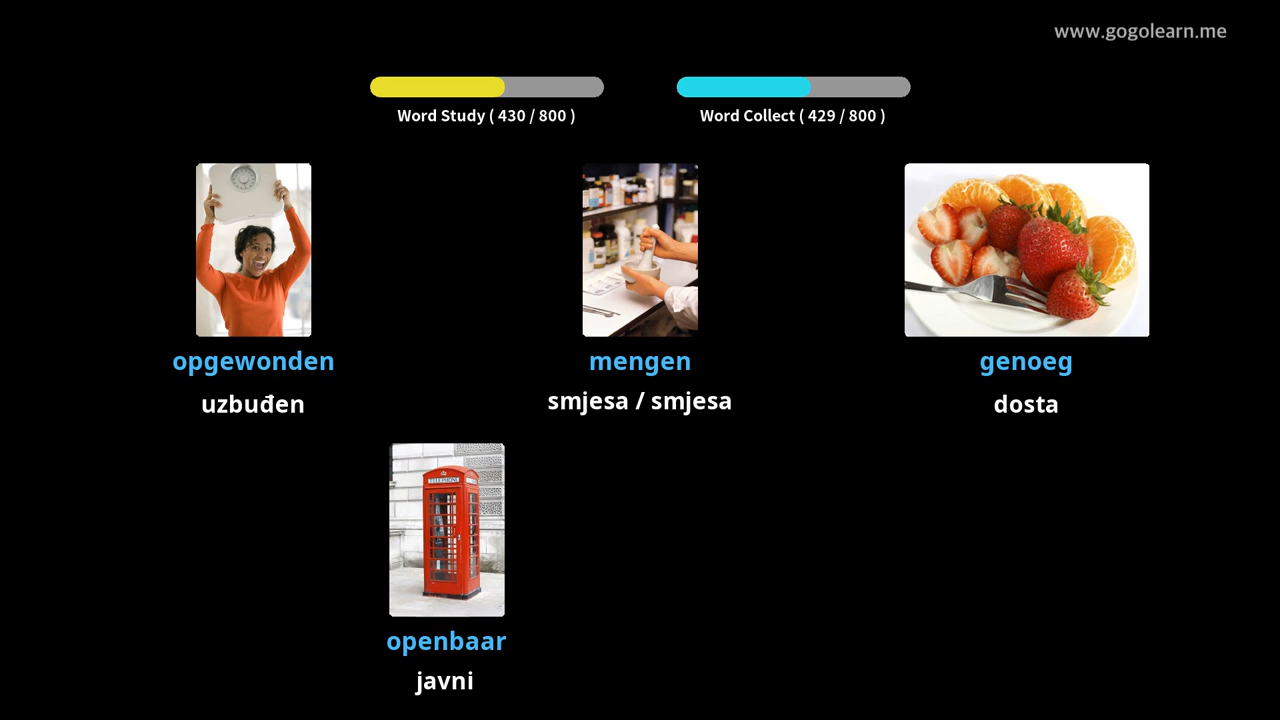 www.gogolearn.me
Word Study ( 430 / 800 )
Word Collect ( 429 / 800 )
opgewonden
uzbuđen
mengen
smjesa / smjesa
genoeg
dosta
TELEPHONE
openbaar
javni